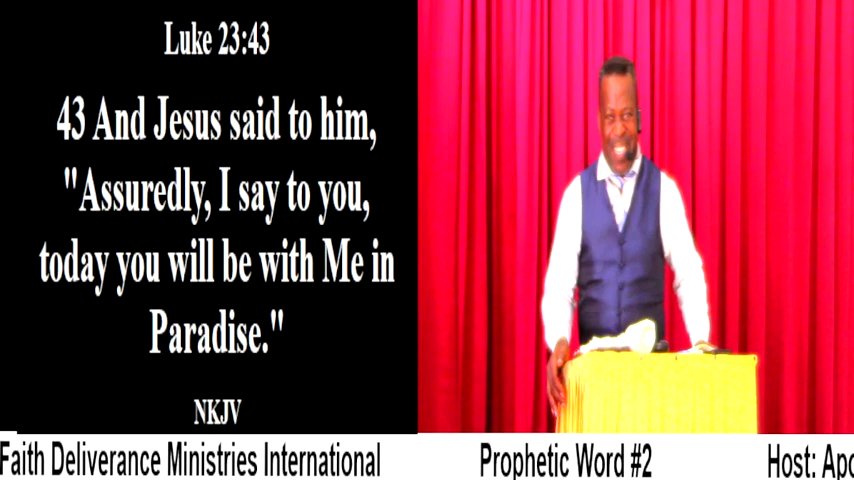 Luke 23:43
43 And Jesus said to him,
"Assuredly, I say to you,
today you will be with Me in
Paradise."
NKJV
Faith Deliverance Ministries International Prophetic Word #2 Host: Apo